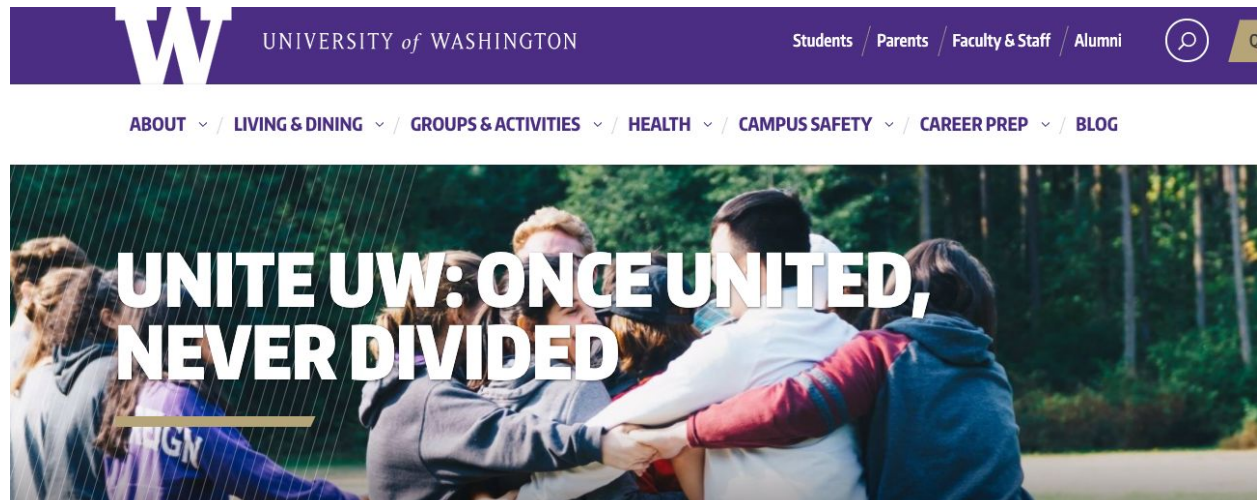 W
UNIVERSITY of WASHINGTON
Students / Parents / Faculty & Staff / Alumni
ABOUT / LIVING & DINING / GROUPS & ACTIVITIES / HEALTH / CAMPUS SAFETY / CAREER PREP / BLOG
UNITE UW: ONCE UNITED,
NEVER DIVIDED